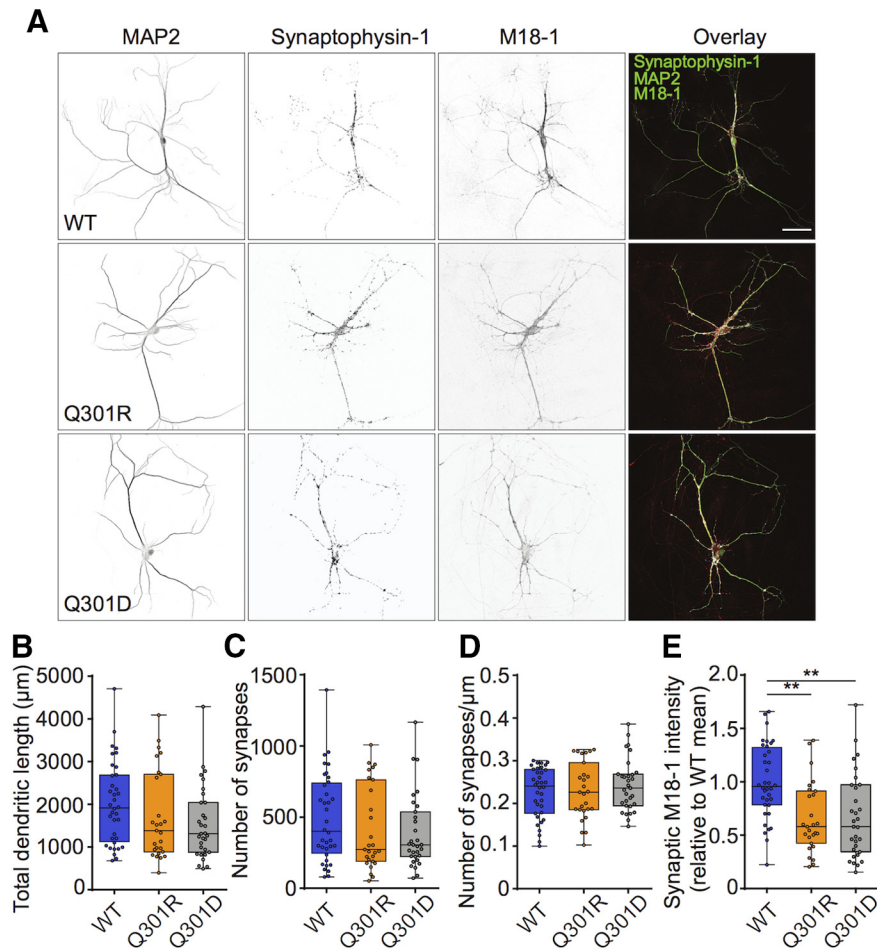 A
MAP2 Synaptophysin-1 M18-1 Overlay
Synaptophysin-1
MAP2
M18-1
WT
Q301R
Q301D
B
Total dendritic length (µm)
5000
4000
3000
2000
1000
0
WT Q301R Q301D
C
Number of synapses
1500
1000
500
0
WT Q301R Q301D
D
Number of synapses/µm
0.5
0.4
0.3
0.2
0.1
0
WT Q301R Q301D
E
Synaptic M18-1 intensity
(relative to WT mean)
2.0
1.5
1.0
0.5
0
**
**
WT Q301R Q301D